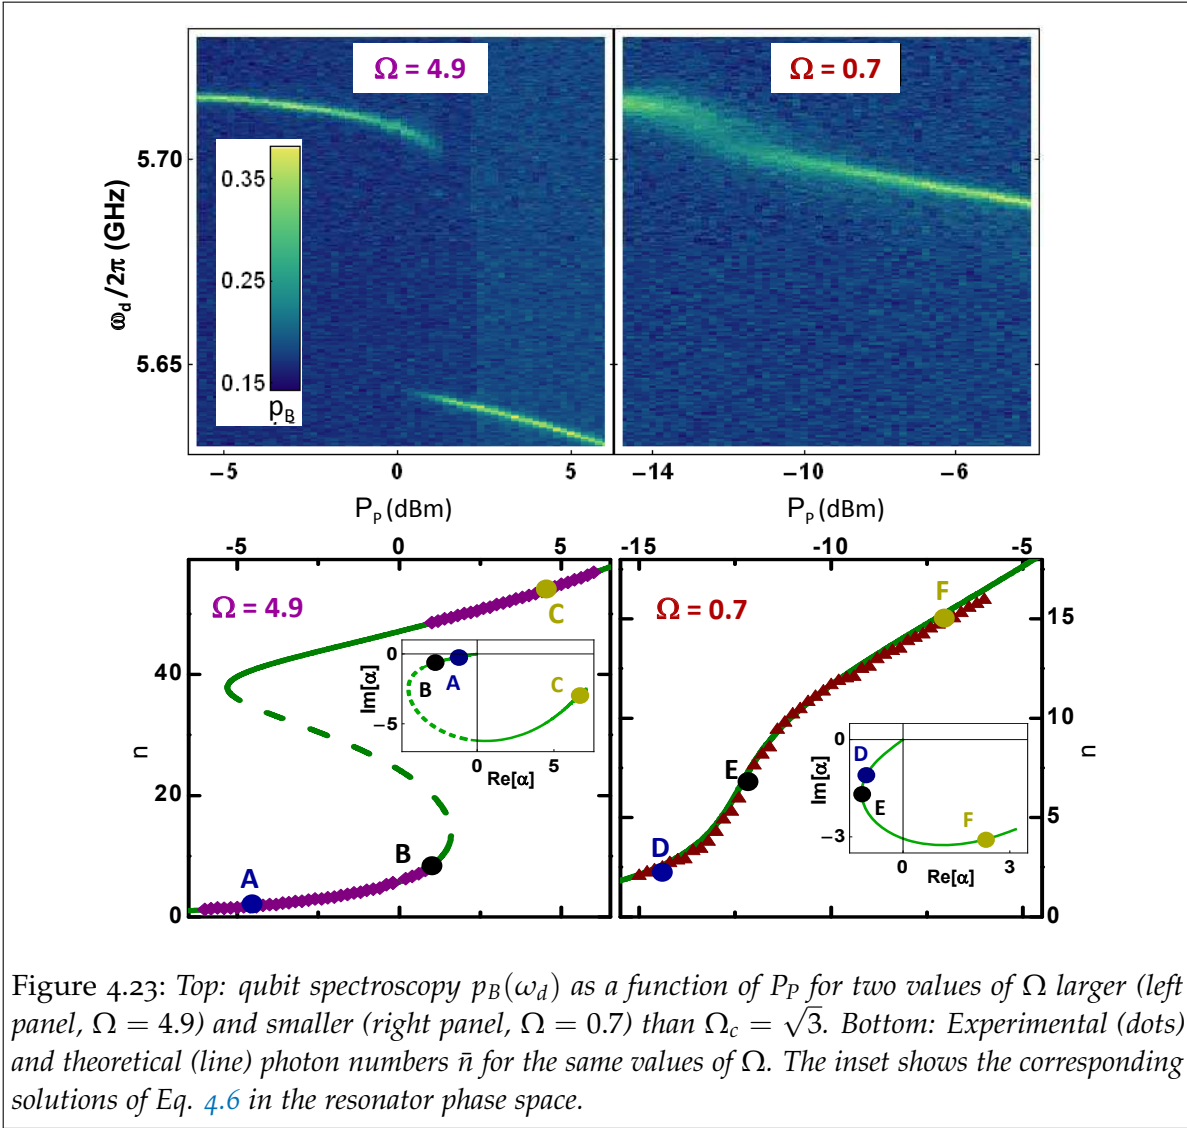 Ω = 4.9
Ω = 0.7
ω_d/2π (GHz)
5.70
5.65
0.35
0.25
0.15
p_B
−5
0
5
−14
−10
−6
P_P (dBm)
P_P (dBm)
-5
0
5
-15
-10
-5
Ω = 4.9
Ω = 0.7
n
40
20
0
A
B
C
0
−5
Im[α]
B
A
C
5
Re[α]
D
E
F
0
−3
Im[α]
D
E
F
0
3
Re[α]
15
10
5
0
n
Figure 4.23: Top: qubit spectroscopy p_B(ω_d) as a function of P_P for two values of Ω larger (left
panel, Ω = 4.9) and smaller (right panel, Ω = 0.7) than Ω_c = √3. Bottom: Experimental (dots)
and theoretical (line) photon numbers n̄ for the same values of Ω. The inset shows the corresponding
solutions of Eq. 4.6 in the resonator phase space.